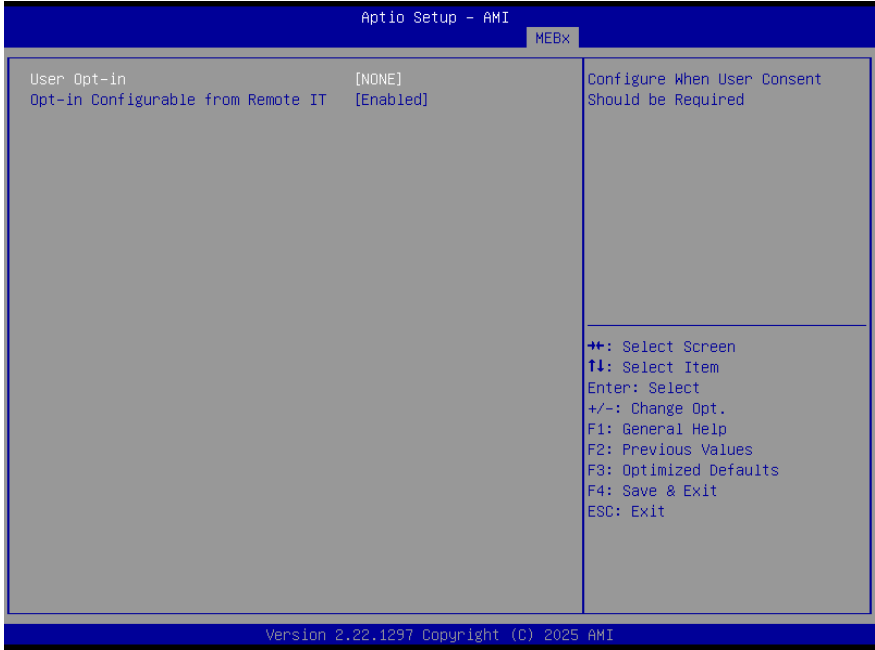 Aptio Setup - AMI
MEBx
User Opt-in [NONE]
Opt-in Configurable from Remote IT [Enabled]
Configure When User Consent
Should be Required
→←: Select Screen
↑↓: Select Item
Enter: Select
+/-: Change Opt.
F1: General Help
F2: Previous Values
F3: Optimized Defaults
F4: Save & Exit
ESC: Exit
Version 2.22.1297 Copyright (C) 2025 AMI